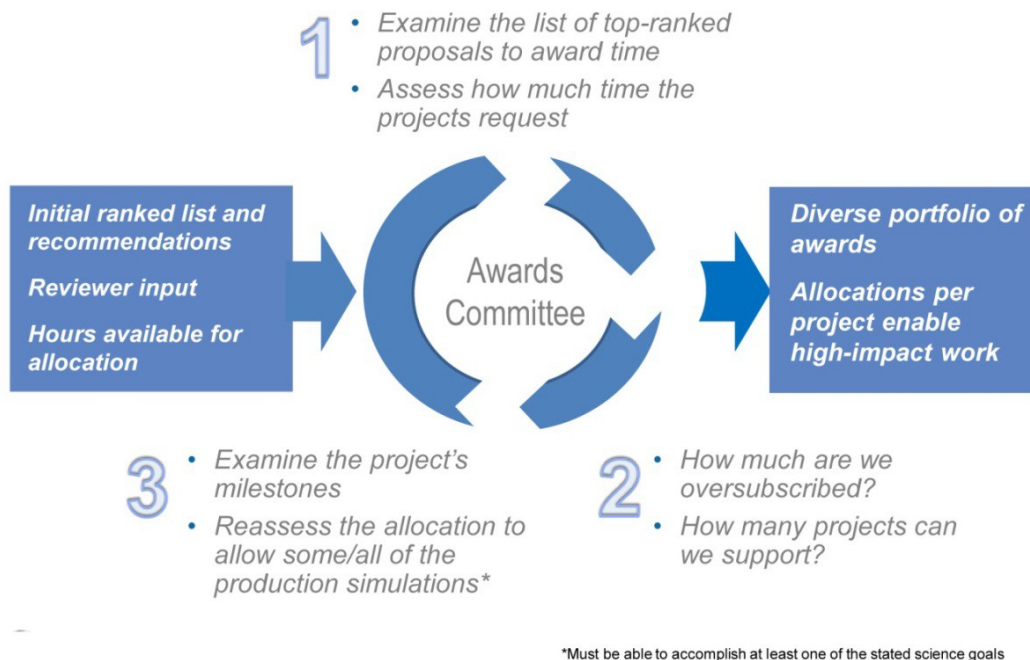 1
• Examine the list of top-ranked
proposals to award time
• Assess how much time the
projects request
Initial ranked list and
recommendations
Reviewer input
Hours available for
allocation
Awards
Committee
Diverse portfolio of
awards
Allocations per
project enable
high-impact work
3
• Examine the project's
milestones
• Reassess the allocation to
allow some/all of the
production simulations*
2
• How much are we
oversubscribed?
• How many projects can
we support?
*Must be able to accomplish at least one of the stated science goals